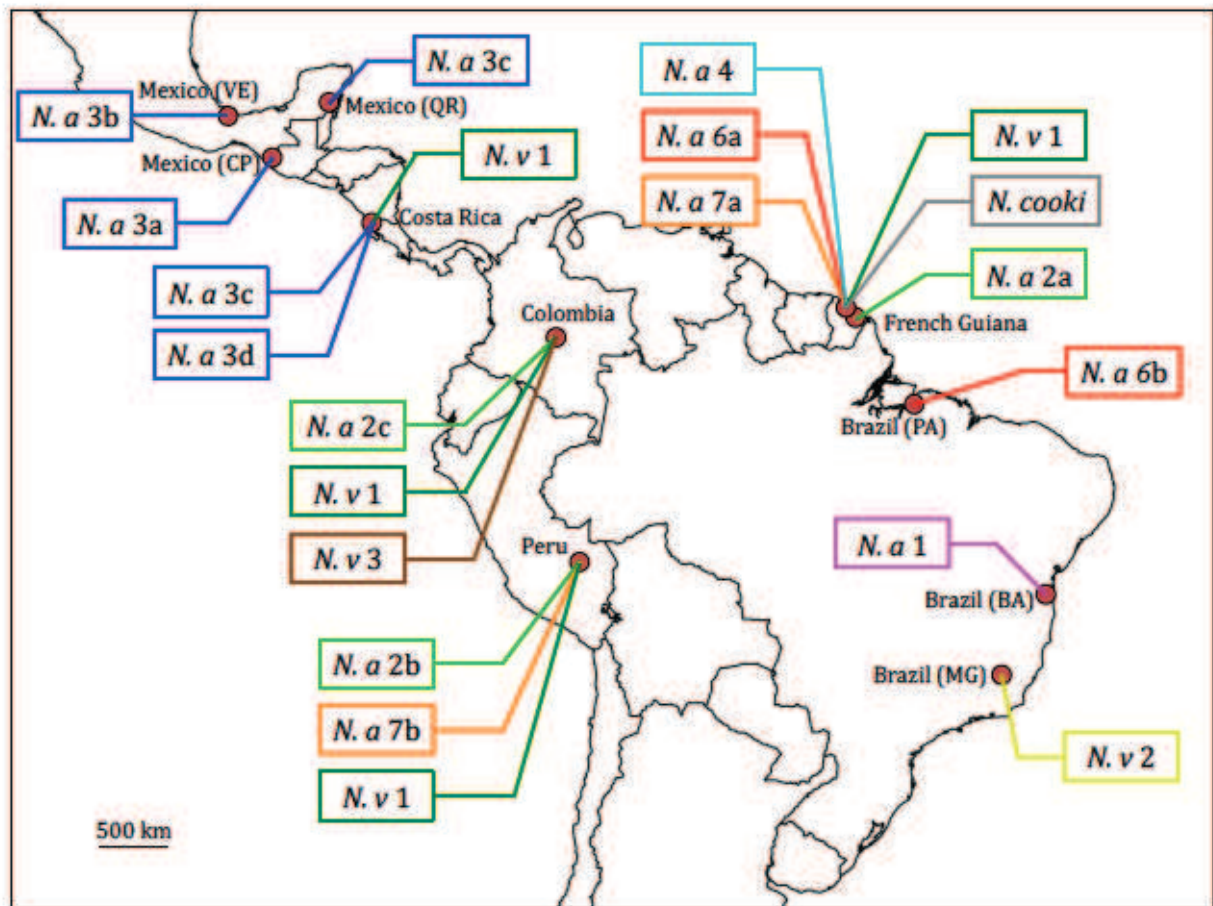 N. a 3c
N. a 4
Mexico (VE)
N. a 3b
Mexico (QR)
N. a 6a
N. v 1
Mexico (CP)
N. v 1
N. a 7a
N. cooki
N. a 3a
Costa Rica
N. a 3c
N. a 2a
Colombia
French Guiana
N. a 3d
N. a 6b
N. a 2c
Brazil (PA)
N. v 1
N. v 3
Peru
N. a 1
Brazil (BA)
N. a 2b
Brazil (MG)
N. a 7b
N. v 2
N. v 1
500 km